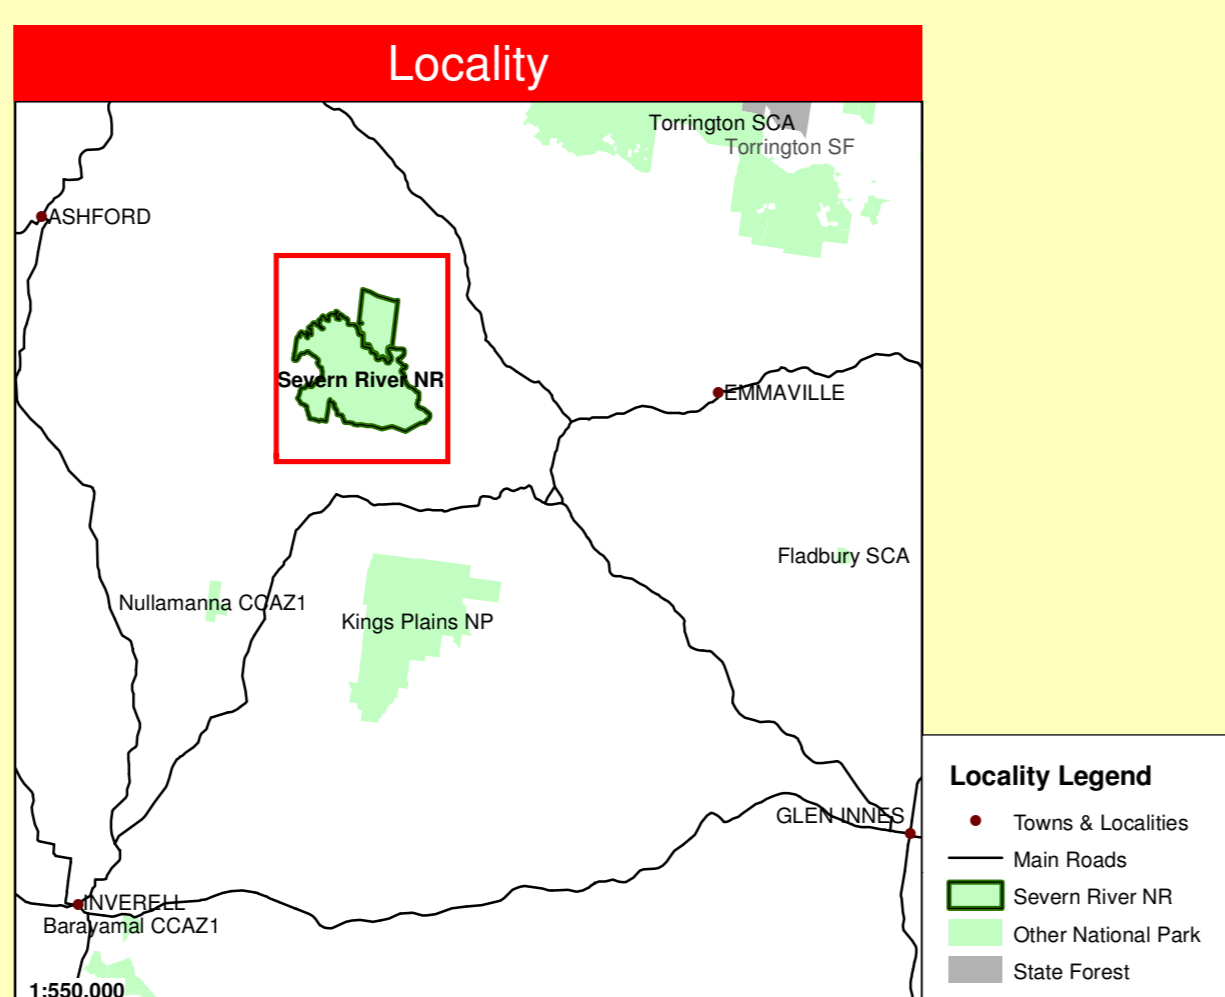 Locality
Torrington SCA
Torrington SF
ASHFORD
Severn River NR
EMMAVILLE
Fladbury SCA
Nullamanna CCAZ1
Kings Plains NP
GLEN INNES
INVERELL
Barayamal CCAZ1
1:550,000
Locality Legend
Towns & Localities
Main Roads
Severn River NR
Other National Park
State Forest